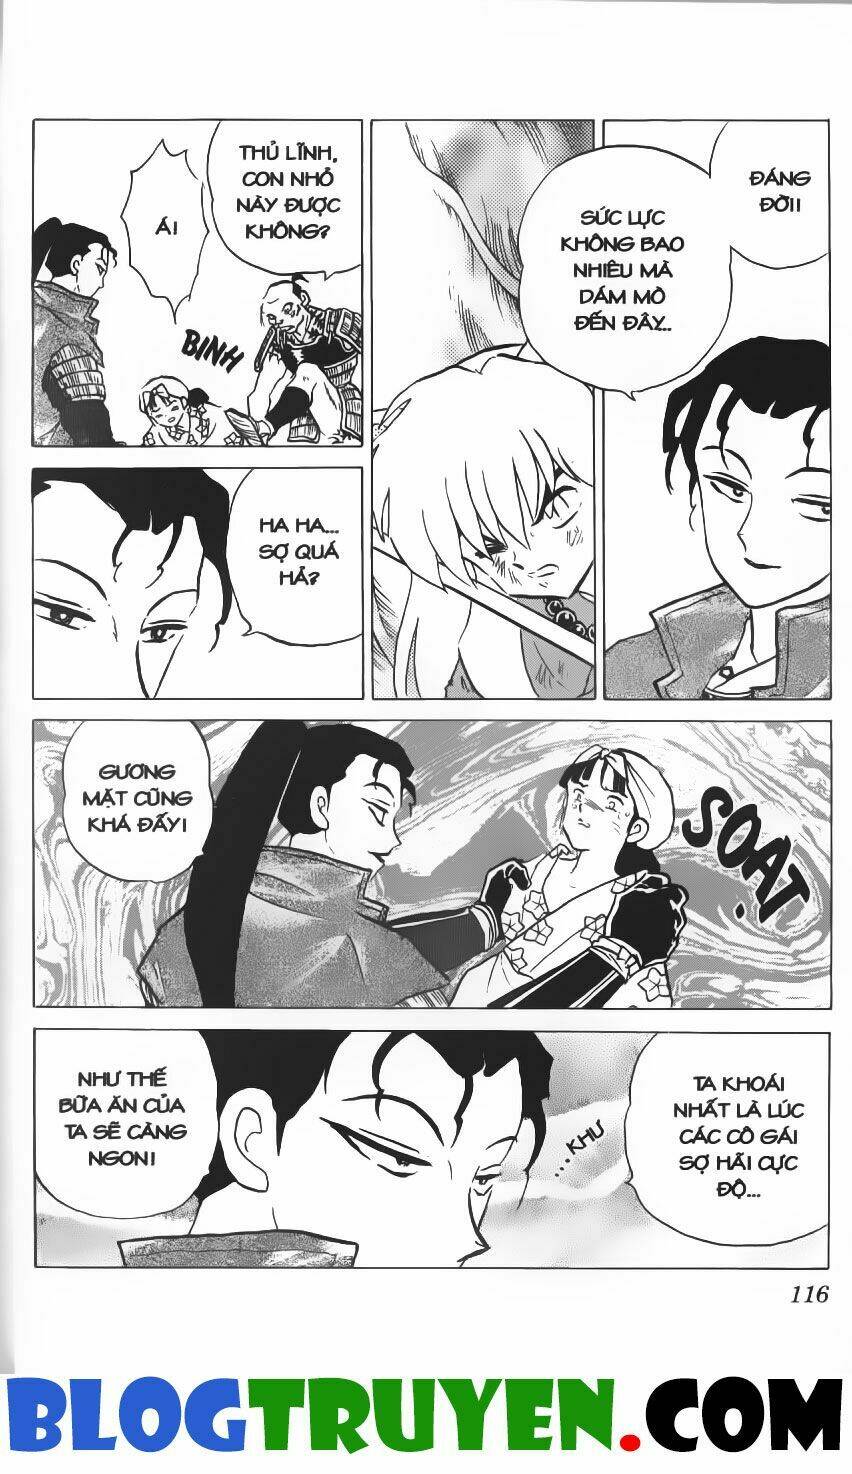 ĐÁNG
ĐỜI!
SỨC LỰC
KHÔNG BAO
NHIÊU MÀ
DÁM MÒ
ĐẾN ĐÂY...
THỦ LĨNH,
CON NHỎ
NÀY ĐƯỢC
KHÔNG?
Á!
BINH
HA HA...
SỢ QUÁ
HẢ?
GƯƠNG
MẶT CŨNG
KHÁ ĐẤY!
SOẠT
TA KHOÁI
NHẤT LÀ LÚC
CÁC CÔ GÁI
SỢ HÃI CỰC
ĐỘ...
...KHƯ
NHƯ THẾ
BỮA ĂN CỦA
TA SẼ CÀNG
NGON!
116
BLOGTRUYEN.COM